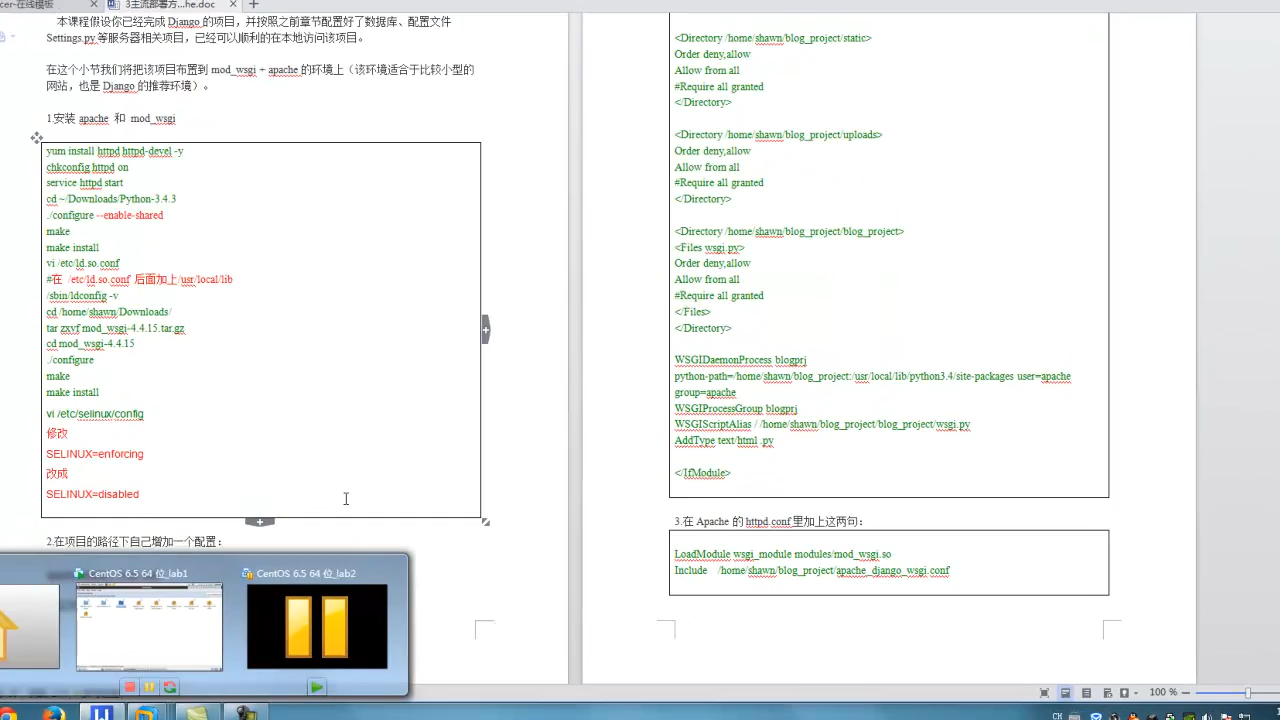 cer-在线模板
3主流部署方...he.doc
本课程假设你已经完成 Django 的项目，并按照之前章节配置好了数据库、配置文件
Settings.py 等服务器相关项目，已经可以顺利的在本地访问该项目。
在这个小节我们将把该项目布置到 mod_wsgi + apache 的环境上（该环境适合于比较小型的
网站，也是 Django 的推荐环境）。
1.安装 apache 和 mod_wsgi
yum install httpd httpd-devel -y
chkconfig httpd on
service httpd start
cd ~/Downloads/Python-3.4.3
./configure --enable-shared
make
make install
vi /etc/ld.so.conf
#在 /etc/ld.so.conf 后面加上/usr/local/lib
/sbin/ldconfig -v
cd /home/shawn/Downloads/
tar zxvf mod_wsgi-4.4.15.tar.gz
cd mod_wsgi-4.4.15
./configure
make
make install
vi /etc/selinux/config
修改
SELINUX=enforcing
改成
SELINUX=disabled
2.在项目的路径下自己增加一个配置：
<Directory /home/shawn/blog_project/static>
Order deny,allow
Allow from all
#Require all granted
</Directory>
<Directory /home/shawn/blog_project/uploads>
Order deny,allow
Allow from all
#Require all granted
</Directory>
<Directory /home/shawn/blog_project/blog_project>
<Files wsgi.py>
Order deny,allow
Allow from all
#Require all granted
</Files>
</Directory>
WSGIDaemonProcess blogprj
python-path=/home/shawn/blog_project:/usr/local/lib/python3.4/site-packages user=apache
group=apache
WSGIProcessGroup blogprj
WSGIScriptAlias / /home/shawn/blog_project/blog_project/wsgi.py
AddType text/html .py
</IfModule>
3.在 Apache 的 httpd.conf 里加上这两句：
LoadModule wsgi_module modules/mod_wsgi.so
Include /home/shawn/blog_project/apache_django_wsgi.conf
CentOS 6.5 64 位_lab1
CentOS 6.5 64 位_lab2
100 %
CH